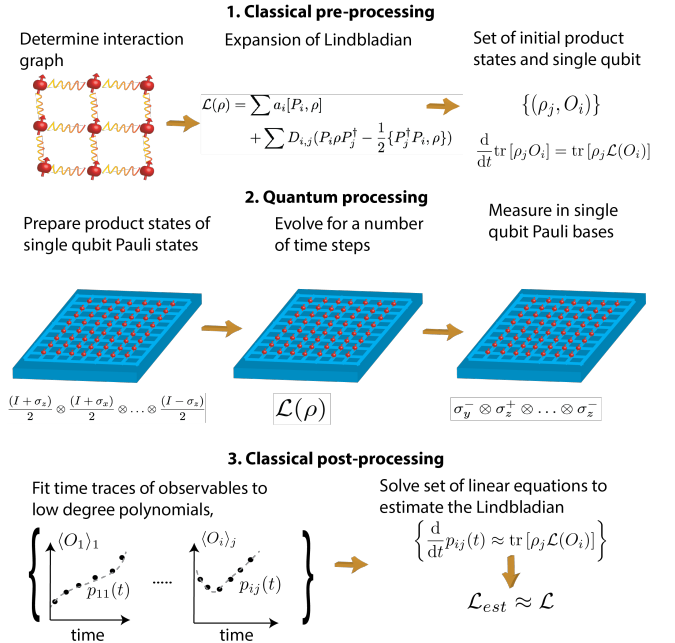 1. Classical pre-processing
Determine interaction
graph
Expansion of Lindbladian
Set of initial product
states and single qubit
$\mathcal{L}(\rho) = \sum a_i[P_i, \rho]$
$+ \sum D_{i,j}(P_i \rho P_j^\dagger - \frac{1}{2}\{P_j^\dagger P_i, \rho\})$
$\{(\rho_j, O_i)\}$
$\frac{\mathrm{d}}{\mathrm{d}t}\mathrm{tr}[\rho_j O_i] = \mathrm{tr}[\rho_j \mathcal{L}(O_i)]$
2. Quantum processing
Prepare product states of
single qubit Pauli states
Evolve for a number
of time steps
Measure in single
qubit Pauli bases
$\frac{(I+\sigma_z)}{2} \otimes \frac{(I+\sigma_x)}{2} \otimes \ldots \otimes \frac{(I-\sigma_z)}{2}$
$\mathcal{L}(\rho)$
$\sigma_y^- \otimes \sigma_z^+ \otimes \ldots \otimes \sigma_z^-$
3. Classical post-processing
Fit time traces of observables to
low degree polynomials,
Solve set of linear equations to
estimate the Lindbladian
$\langle O_1 \rangle_1$
$p_{11}(t)$
time
.....
$\langle O_i \rangle_j$
$p_{ij}(t)$
time
$\left\{\frac{\mathrm{d}}{\mathrm{d}t}p_{ij}(t) \approx \mathrm{tr}[\rho_j \mathcal{L}(O_i)]\right\}$
$\mathcal{L}_{est} \approx \mathcal{L}$